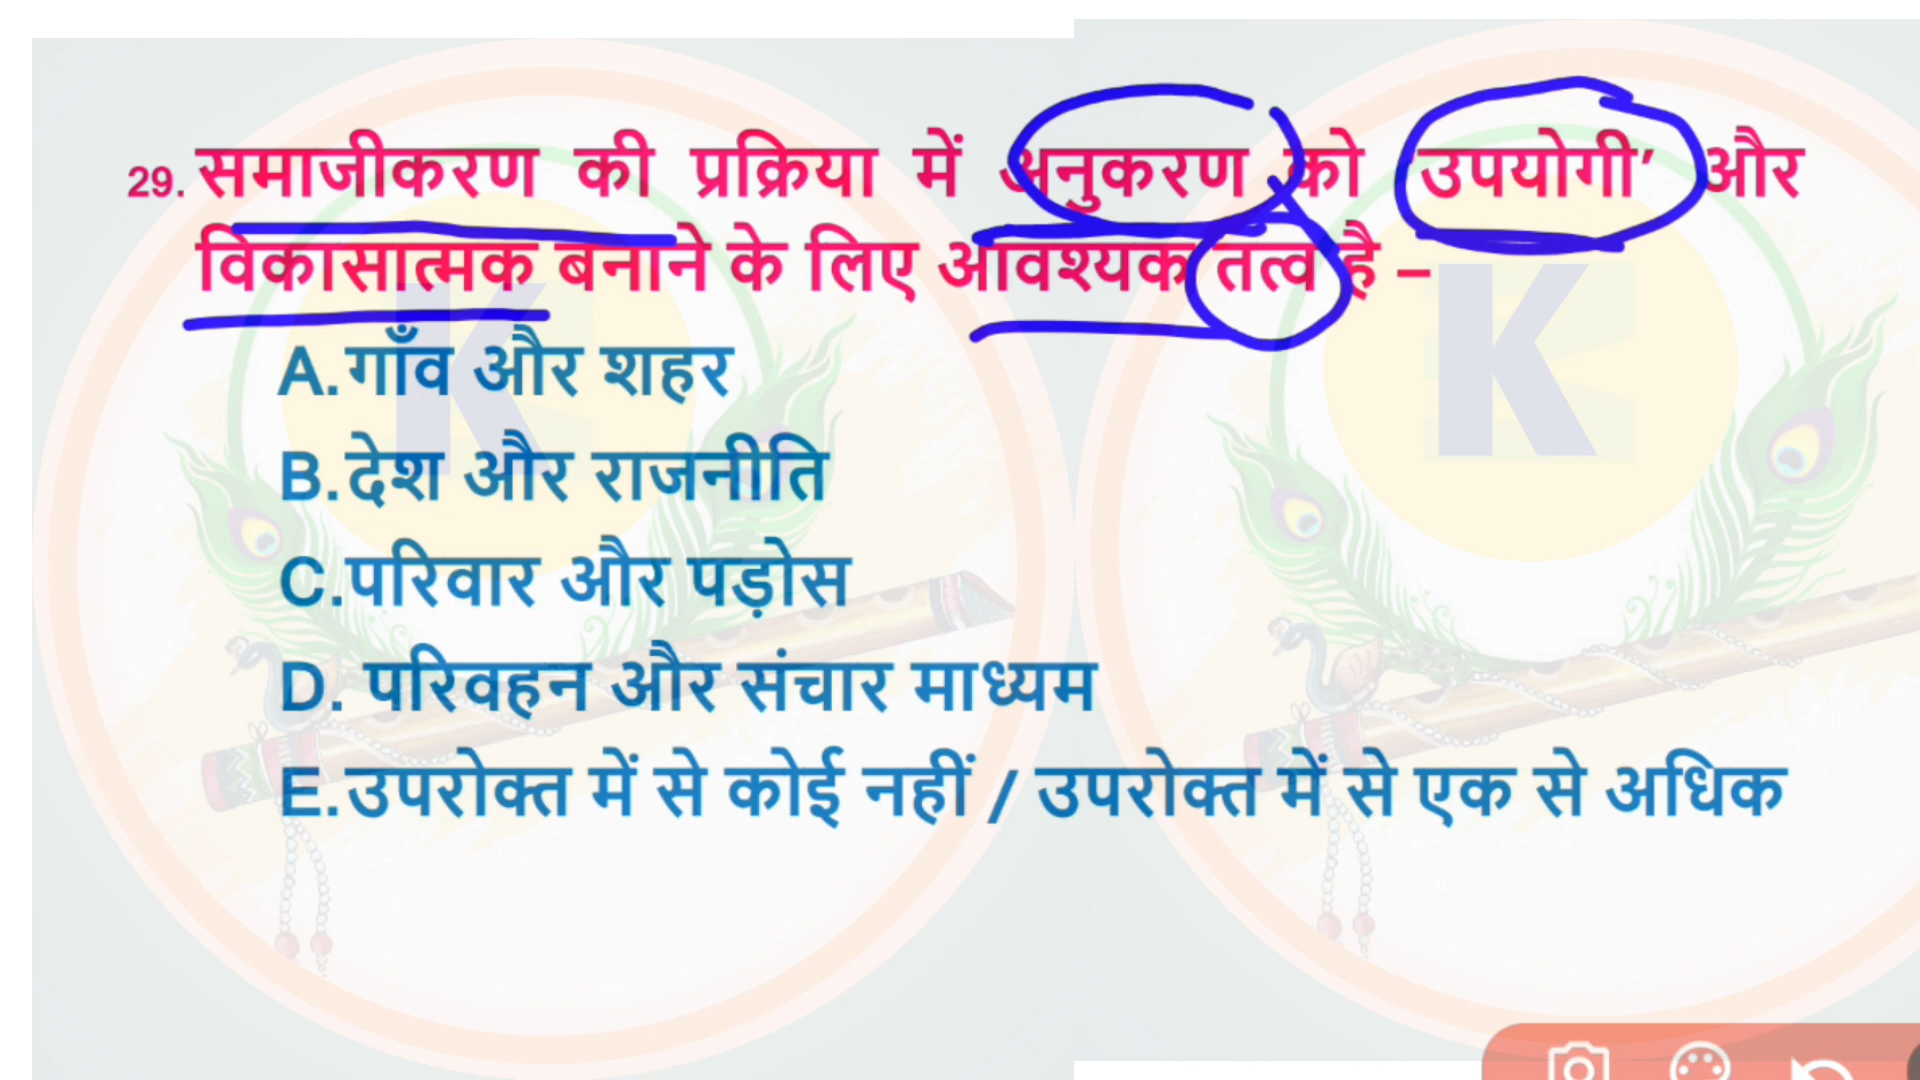 29. समाजीकरण की प्रक्रिया में अनुकरण को 'उपयोगी' और
विकासात्मक बनाने के लिए आवश्यक तत्व है –
A.गाँव और शहर
B.देश और राजनीति
C.परिवार और पड़ोस
D. परिवहन और संचार माध्यम
E.उपरोक्त में से कोई नहीं / उपरोक्त में से एक से अधिक
K
K